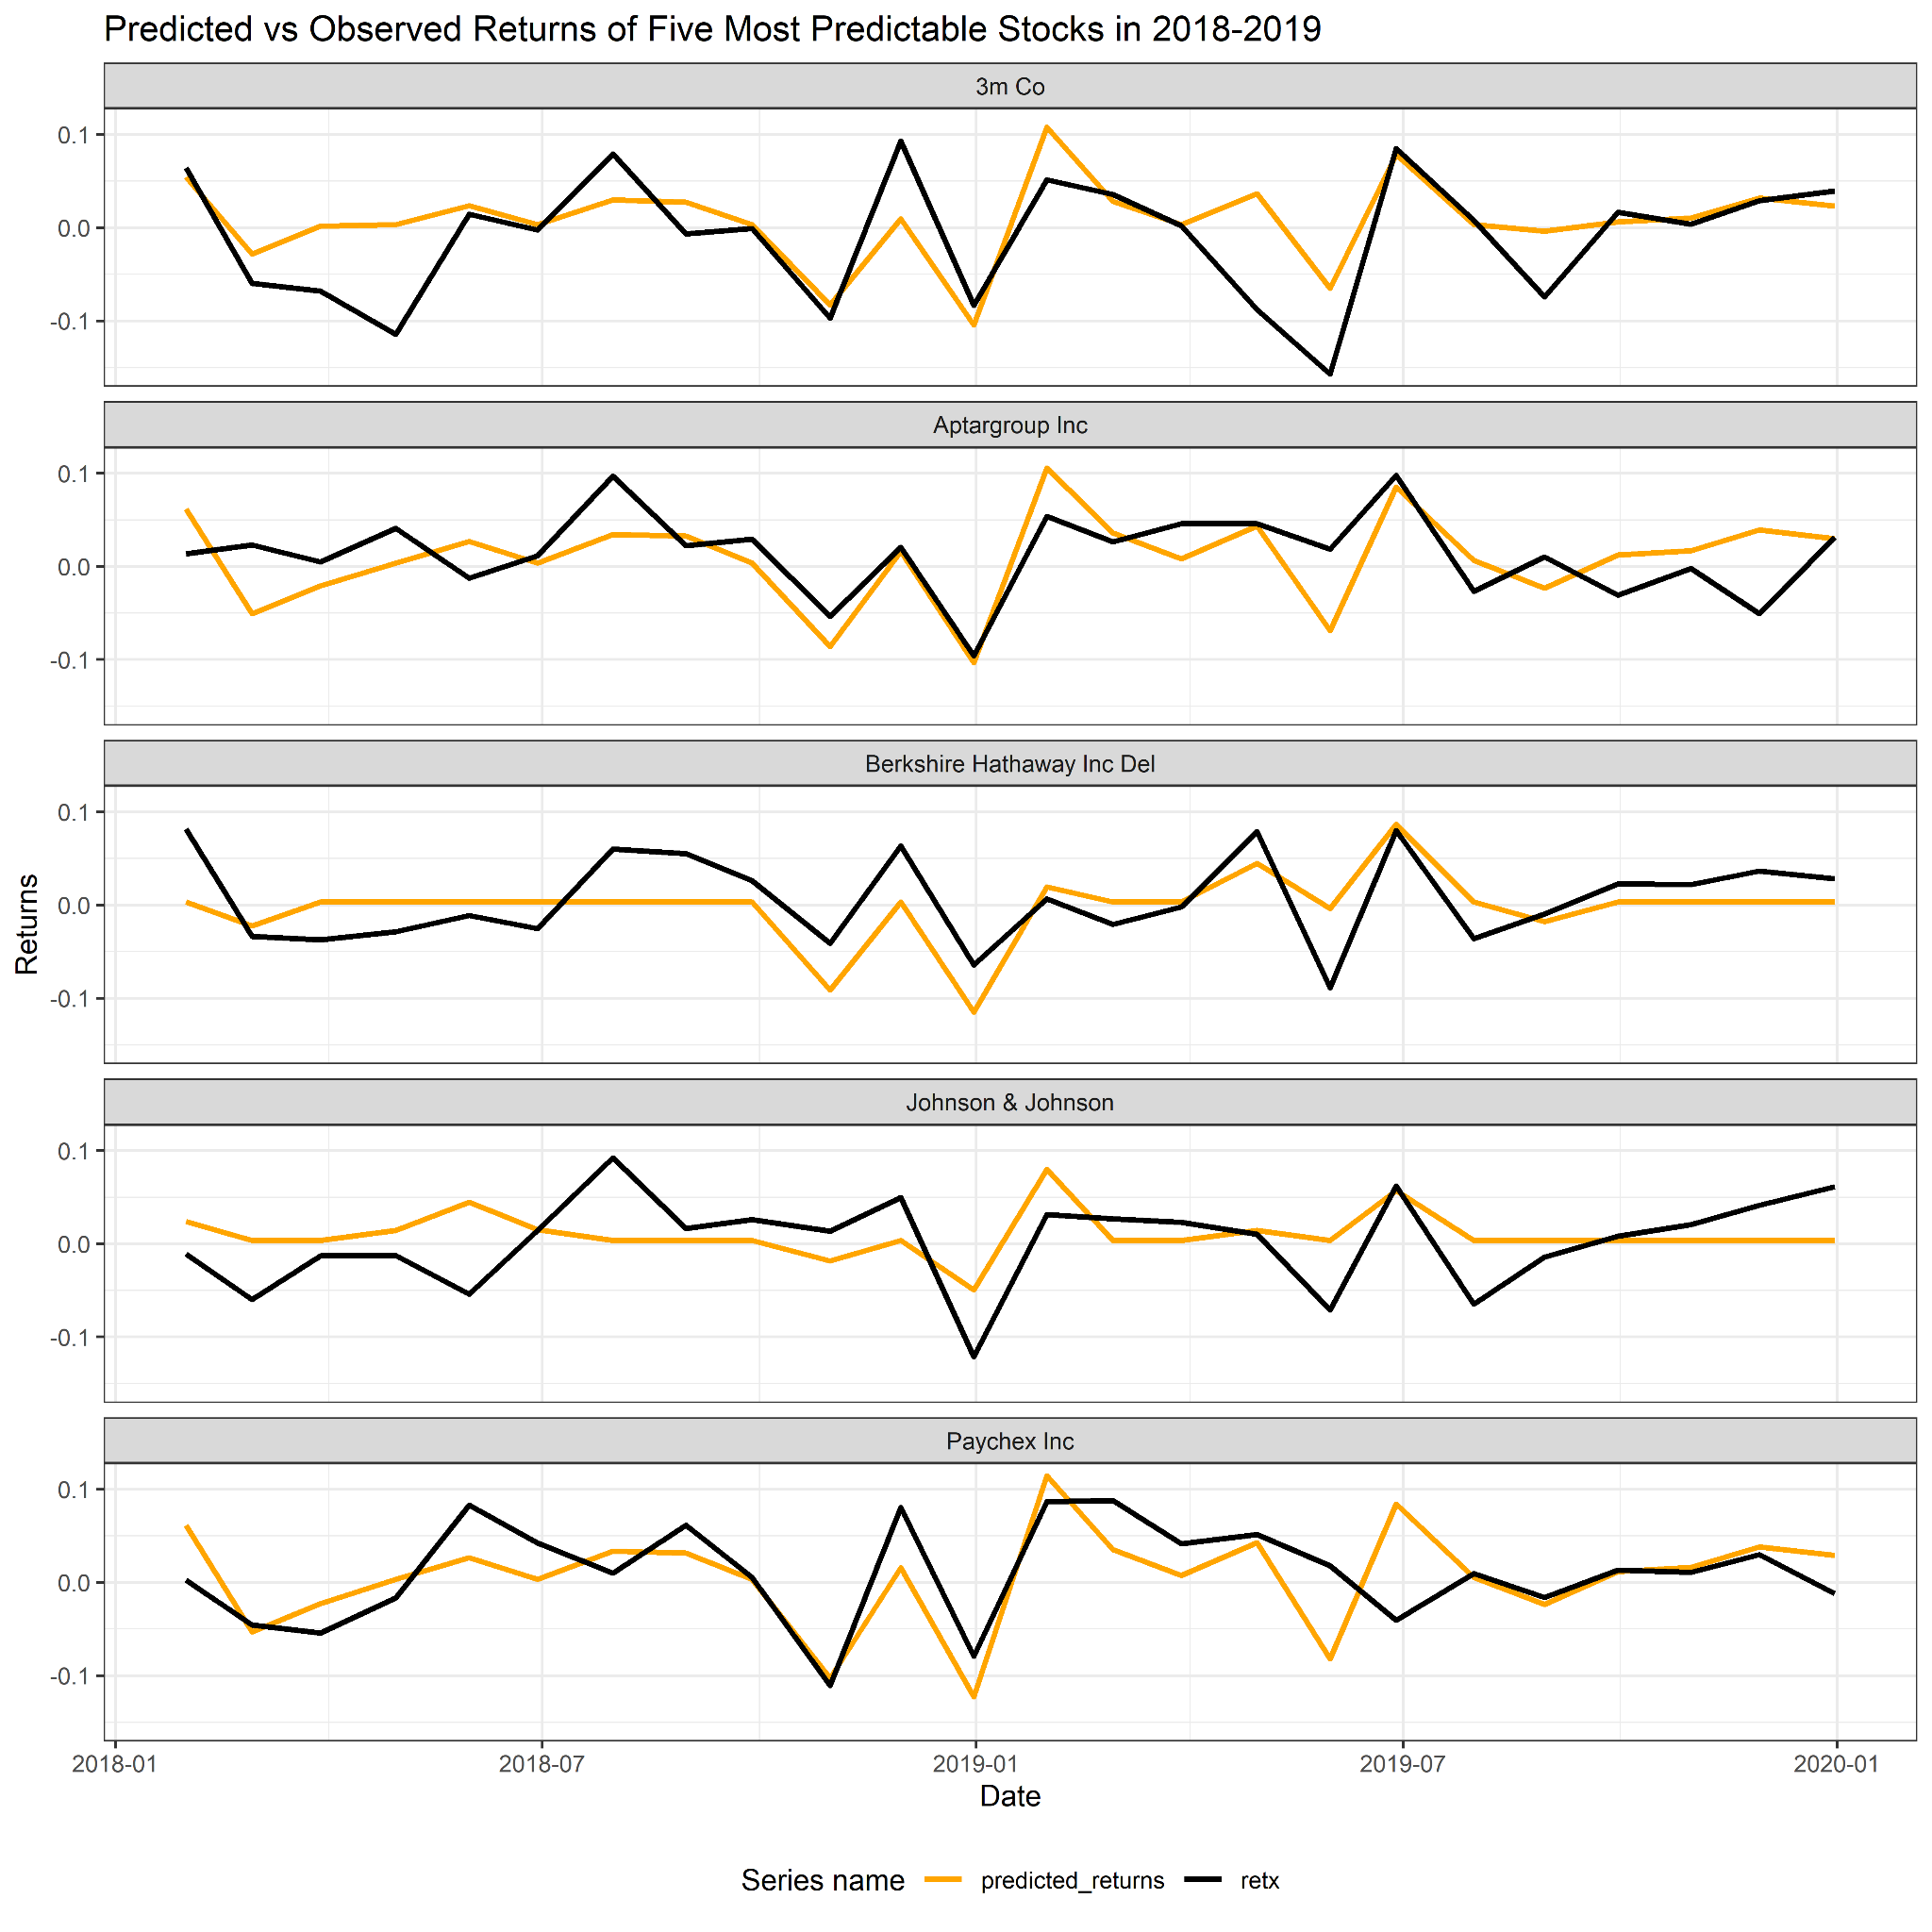 Predicted vs Observed Returns of Five Most Predictable Stocks in 2018-2019
3m Co
0.1
0.0
-0.1
Aptargroup Inc
0.1
0.0
-0.1
Berkshire Hathaway Inc Del
0.1
0.0
-0.1
Returns
Johnson & Johnson
0.1
0.0
-0.1
Paychex Inc
0.1
0.0
-0.1
2018-01 2018-07 2019-01 2019-07 2020-01
Date
Series name predicted_returns retx